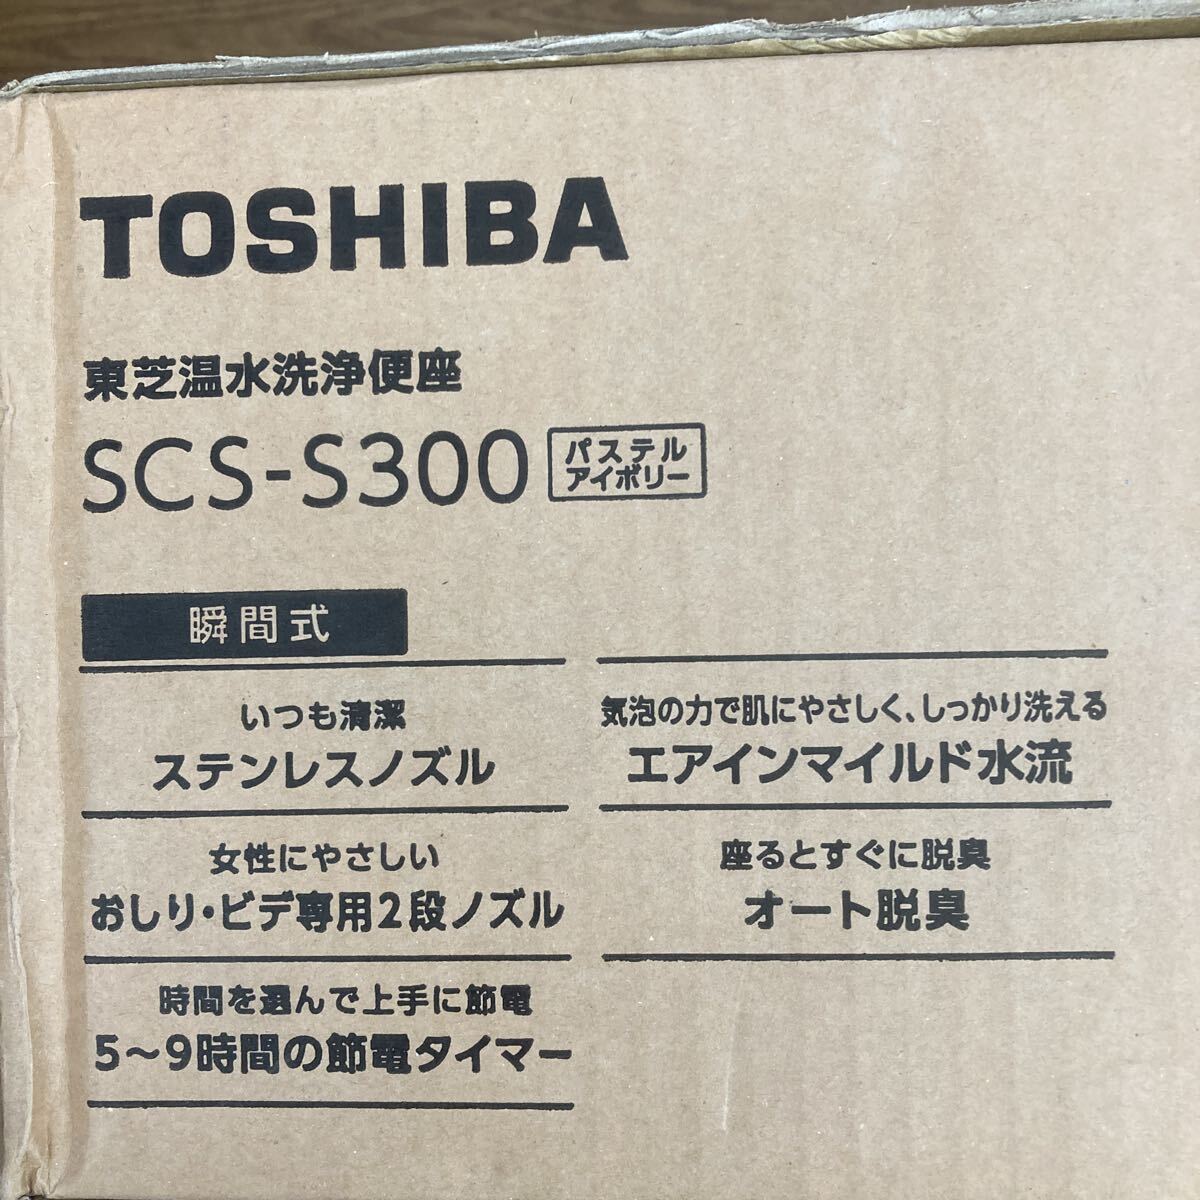 TOSHIBA
東芝温水洗浄便座
SCS-S300
パステル
アイボリー
瞬間式
いつも清潔
ステンレスノズル
女性にやさしい
おしり・ビデ専用2段ノズル
時間を選んで上手に節電
5～9時間の節電タイマー
気泡の力で肌にやさしく、しっかり洗える
エアインマイルド水流
座るとすぐに脱臭
オート脱臭